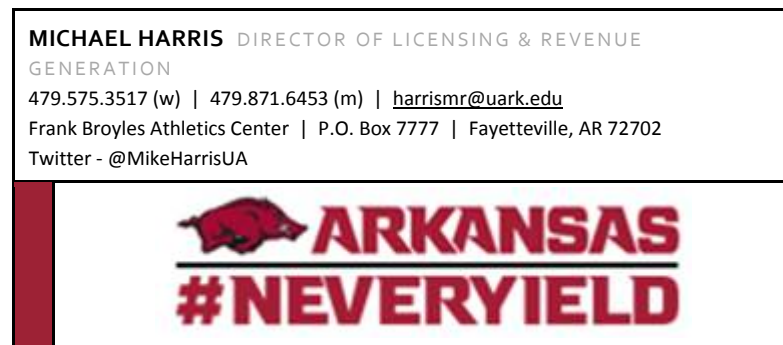 MICHAEL HARRIS DIRECTOR OF LICENSING & REVENUE
GENERATION
479.575.3517 (w) | 479.871.6453 (m) | harrismr@uark.edu
Frank Broyles Athletics Center | P.O. Box 7777 | Fayetteville, AR 72702
Twitter - @MikeHarrisUA
ARKANSAS
#NEVERYIELD